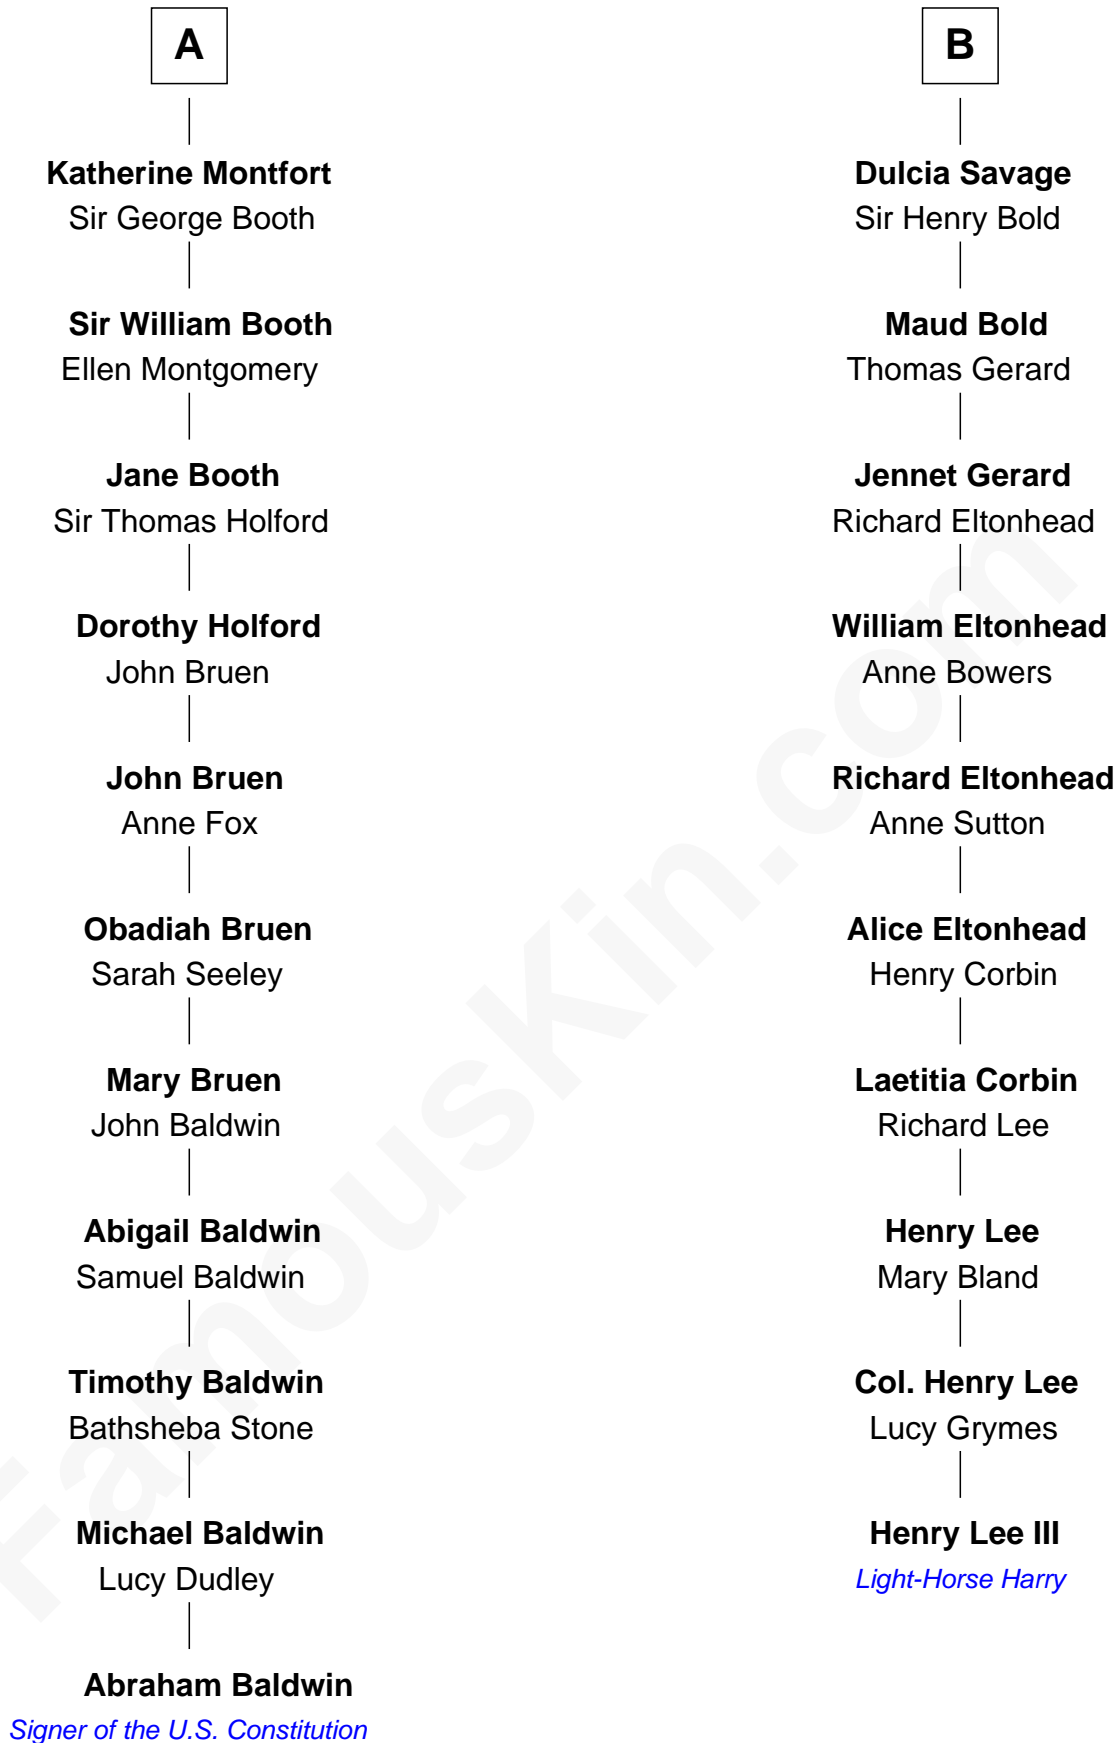 A
Katherine Montfort
Sir George Booth
Sir William Booth
Ellen Montgomery
Jane Booth
Sir Thomas Holford
Dorothy Holford
John Bruen
John Bruen
Anne Fox
Obadiah Bruen
Sarah Seeley
Mary Bruen
John Baldwin
Abigail Baldwin
Samuel Baldwin
Timothy Baldwin
Bathsheba Stone
Michael Baldwin
Lucy Dudley
Abraham Baldwin
Signer of the U.S. Constitution
B
Dulcia Savage
Sir Henry Bold
Maud Bold
Thomas Gerard
Jennet Gerard
Richard Eltonhead
William Eltonhead
Anne Bowers
Richard Eltonhead
Anne Sutton
Alice Eltonhead
Henry Corbin
Laetitia Corbin
Richard Lee
Henry Lee
Mary Bland
Col. Henry Lee
Lucy Grymes
Henry Lee III
Light-Horse Harry
FamousKin.com